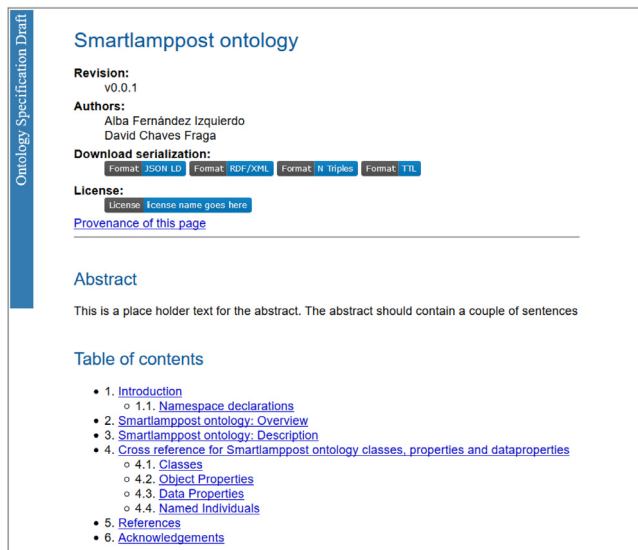 Ontology Specification Draft
Smartlamppost ontology
Revision:
v0.0.1
Authors:
Alba Fernández Izquierdo
David Chaves Fraga
Download serialization:
Format JSON LD Format RDF/XML Format N Triples Format TTL
License:
License license name goes here
Provenance of this page
Abstract
This is a place holder text for the abstract. The abstract should contain a couple of sentences
Table of contents
1. Introduction
1.1. Namespace declarations
2. Smartlamppost ontology: Overview
3. Smartlamppost ontology: Description
4. Cross reference for Smartlamppost ontology classes, properties and dataproperties
4.1. Classes
4.2. Object Properties
4.3. Data Properties
4.4. Named Individuals
5. References
6. Acknowledgements